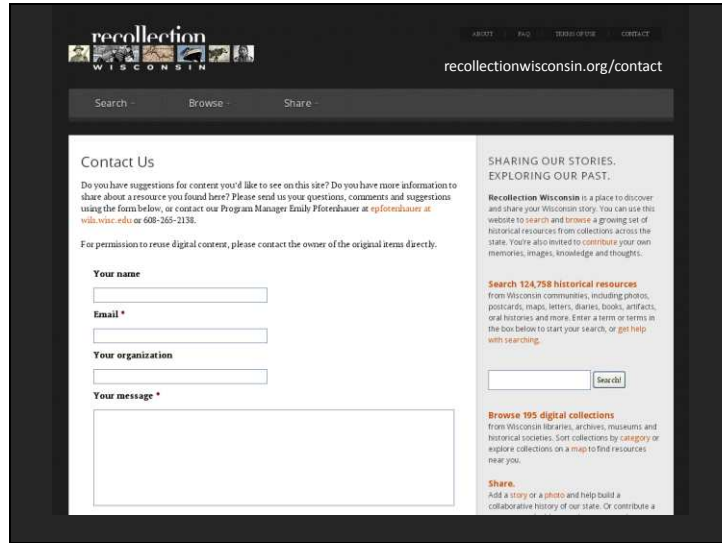 recollection
WISCONSIN
ABOUT FAQ TERMS OF USE CONTACT
recollectionwisconsin.org/contact
Search - Browse - Share -
Contact Us
Do you have suggestions for content you'd like to see on this site? Do you have more information to
share about a resource you found here? Please send us your questions, comments and suggestions
using the form below, or contact our Program Manager Emily Pfotenhauer at epfotenhauer at
wils.wisc.edu or 608-265-2138.
For permission to reuse digital content, please contact the owner of the original items directly.
Your name
Email *
Your organization
Your message *
SHARING OUR STORIES.
EXPLORING OUR PAST.
Recollection Wisconsin is a place to discover
and share your Wisconsin story. You can use this
website to search and browse a growing set of
historical resources from collections across the
state. You're also invited to contribute your own
memories, images, knowledge and thoughts.
Search 124,758 historical resources
from Wisconsin communities, including photos,
postcards, maps, letters, diaries, books, artifacts,
oral histories and more. Enter a term or terms in
the box below to start your search, or get help
with searching.
Search!
Browse 195 digital collections
from Wisconsin libraries, archives, museums and
historical societies. Sort collections by category or
explore collections on a map to find resources
near you.
Share.
Add a story or a photo and help build a
collaborative history of our state. Or contribute a